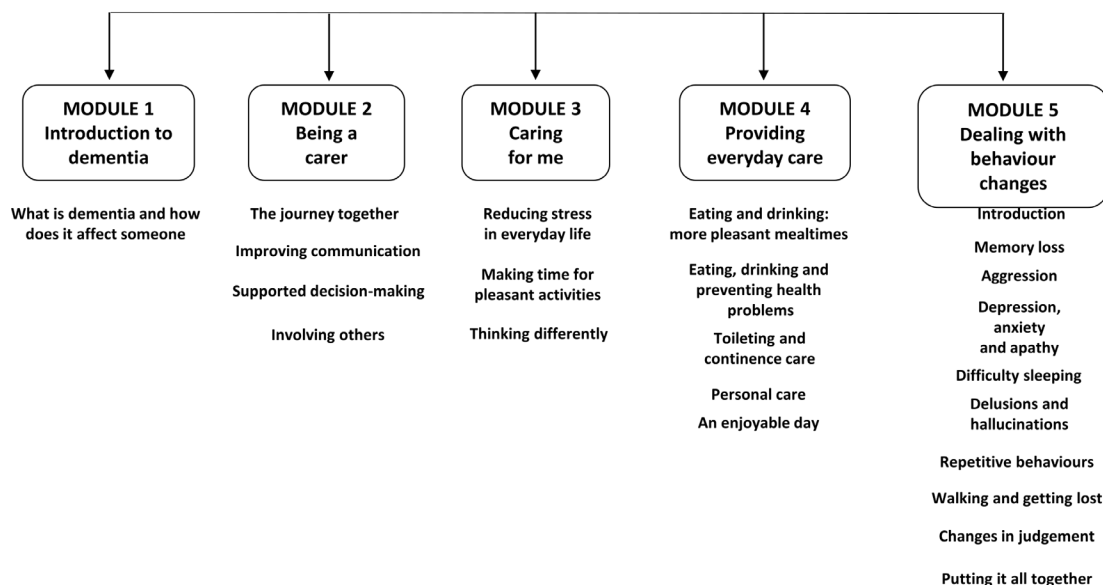 MODULE 1
Introduction to
dementia
What is dementia and how
does it affect someone
MODULE 2
Being a
carer
The journey together
Improving communication
Supported decision-making
Involving others
MODULE 3
Caring
for me
Reducing stress
in everyday life
Making time for
pleasant activities
Thinking differently
MODULE 4
Providing
everyday care
Eating and drinking:
more pleasant mealtimes
Eating, drinking and
preventing health
problems
Toileting and
continence care
Personal care
An enjoyable day
MODULE 5
Dealing with
behaviour
changes
Introduction
Memory loss
Aggression
Depression,
anxiety
and apathy
Difficulty sleeping
Delusions and
hallucinations
Repetitive behaviours
Walking and getting lost
Changes in judgement
Putting it all together